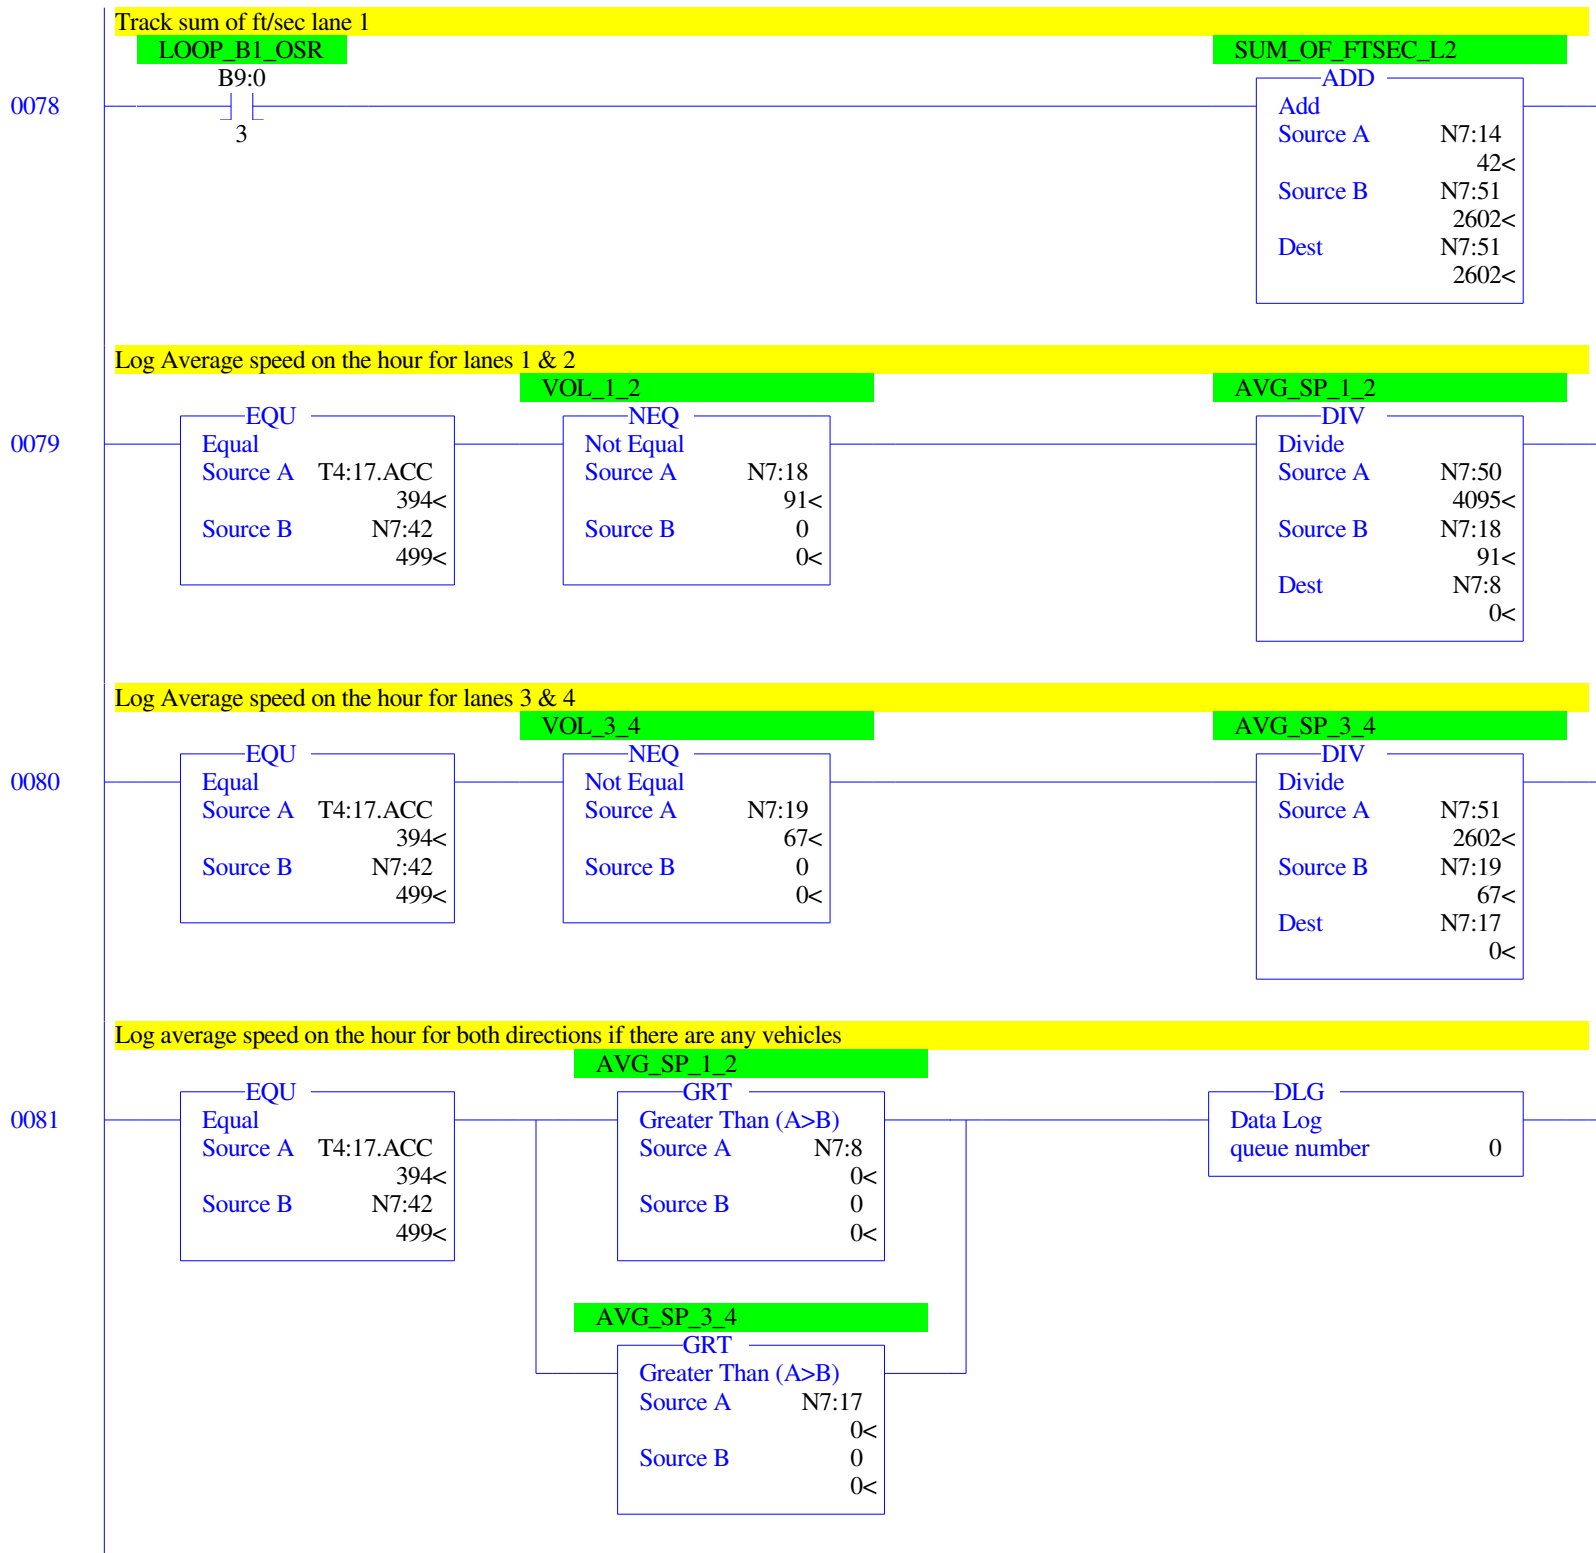 Track sum of ft/sec lane 1
LOOP_B1_OSR SUM_OF_FTSEC_L2
B9:0 ADD
0078 Add
3 Source A N7:14
42<
Source B N7:51
2602<
Dest N7:51
2602<
Log Average speed on the hour for lanes 1 & 2
VOL_1_2 AVG_SP_1_2
EQU NEQ DIV
0079 Equal Not Equal Divide
Source A T4:17.ACC Source A N7:18 Source A N7:50
394< 91< 4095<
Source B N7:42 Source B 0 Source B N7:18
499< 0< 91<
Dest N7:8
0<
Log Average speed on the hour for lanes 3 & 4
VOL_3_4 AVG_SP_3_4
EQU NEQ DIV
0080 Equal Not Equal Divide
Source A T4:17.ACC Source A N7:19 Source A N7:51
394< 67< 2602<
Source B N7:42 Source B 0 Source B N7:19
499< 0< 67<
Dest N7:17
0<
Log average speed on the hour for both directions if there are any vehicles
AVG_SP_1_2
EQU GRT DLG
0081 Equal Greater Than (A>B) Data Log
Source A T4:17.ACC Source A N7:8 queue number 0
394< 0<
Source B N7:42 Source B 0
499< 0<
AVG_SP_3_4
GRT
Greater Than (A>B)
Source A N7:17
0<
Source B 0
0<